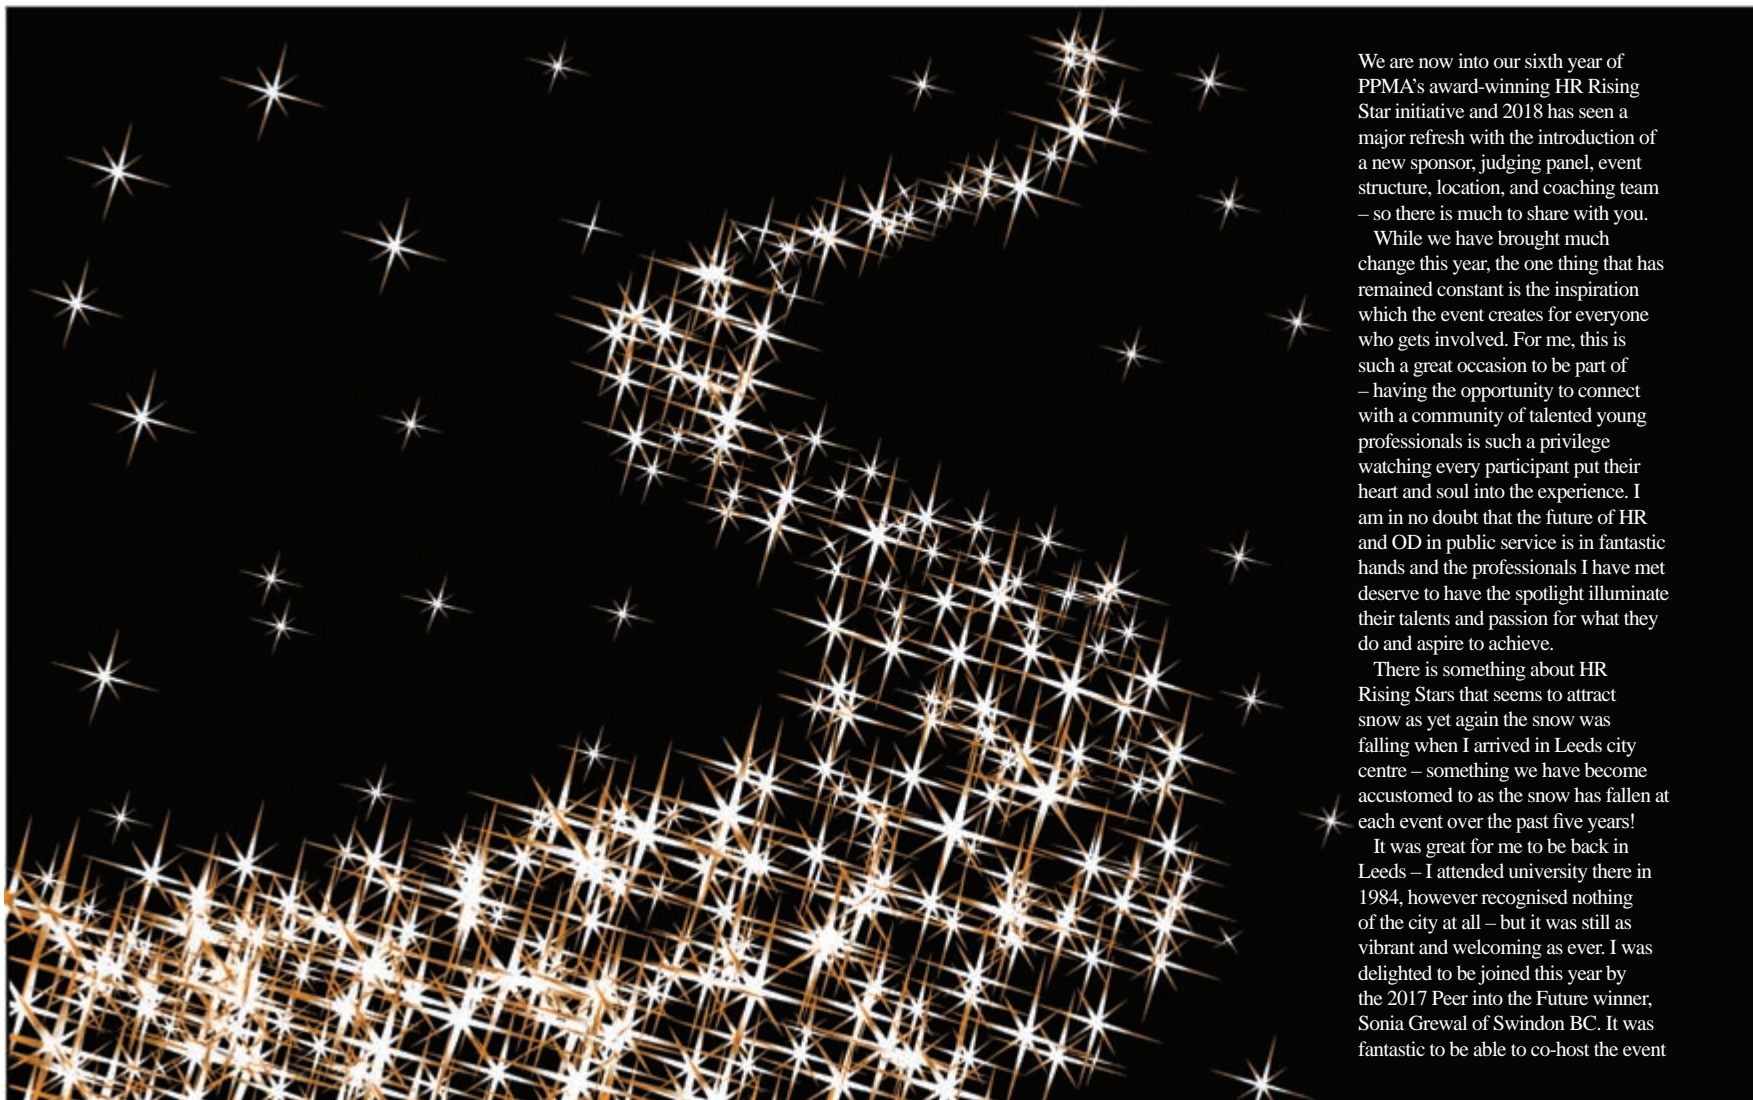 We are now into our sixth year of
PPMA’s award-winning HR Rising
Star initiative and 2018 has seen a
major refresh with the introduction of
a new sponsor, judging panel, event
structure, location, and coaching team
– so there is much to share with you.
While we have brought much
change this year, the one thing that has
remained constant is the inspiration
which the event creates for everyone
who gets involved. For me, this is
such a great occasion to be part of
– having the opportunity to connect
with a community of talented young
professionals is such a privilege
watching every participant put their
heart and soul into the experience. I
am in no doubt that the future of HR
and OD in public service is in fantastic
hands and the professionals I have met
deserve to have the spotlight illuminate
their talents and passion for what they
do and aspire to achieve.
There is something about HR
Rising Stars that seems to attract
snow as yet again the snow was
falling when I arrived in Leeds city
centre – something we have become
accustomed to as the snow has fallen at
each event over the past five years!
It was great for me to be back in
Leeds – I attended university there in
1984, however recognised nothing
of the city at all – but it was still as
vibrant and welcoming as ever. I was
delighted to be joined this year by
the 2017 Peer into the Future winner,
Sonia Grewal of Swindon BC. It was
fantastic to be able to co-host the event